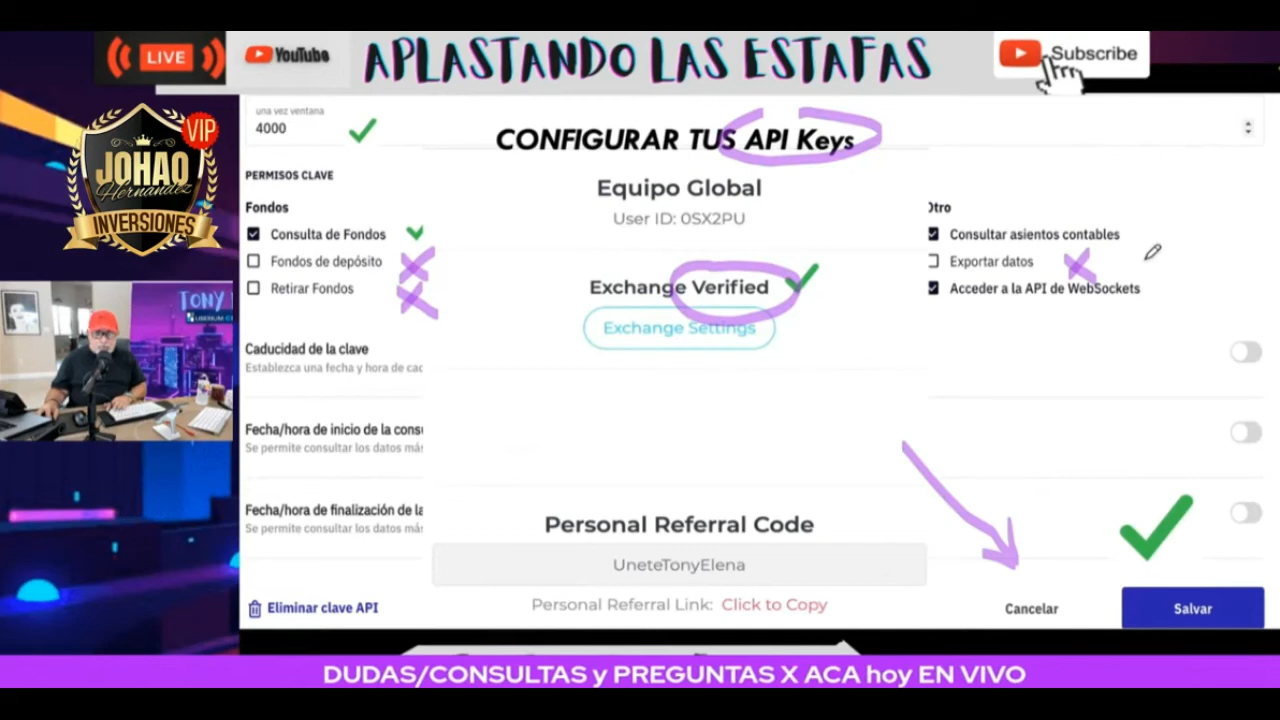 LIVE
YouTube
APLASTANDO LAS ESTAFAS
Subscribe
VIP
JOHAO
Hernandez
INVERSIONES
una vez ventana
4000
CONFIGURAR TUS API Keys
PERMISOS CLAVE
Equipo Global
User ID: 0SX2PU
Fondos
Consulta de Fondos
Fondos de depósito
Retirar Fondos
Otro
Consultar asientos contables
Exportar datos
Acceder a la API de WebSockets
Exchange Verified
Exchange Settings
TONY
Caducidad de la clave
Establezca una fecha y hora de cad
Fecha/hora de inicio de la consu
Se permite consultar los datos más
Fecha/hora de finalización de la
Se permite consultar los datos más
Personal Referral Code
UneteTonyElena
Personal Referral Link: Click to Copy
Eliminar clave API
Cancelar
Salvar
DUDAS/CONSULTAS y PREGUNTAS X ACA hoy EN VIVO